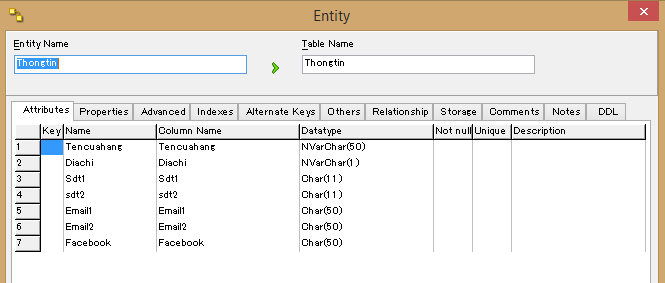 Entity
Entity Name
Table Name
Thongtin
Thongtin
Attributes Properties Advanced Indexes Alternate Keys Others Relationship Storage Comments Notes DDL
Key Name Column Name Datatype Not null Unique Description
1 Tencuahang Tencuahang NVarChar(50)
2 Diachi Diachi NVarChar(1)
3 Sdt1 Sdt1 Char(11)
4 sdt2 sdt2 Char(11)
5 Email1 Email1 Char(50)
6 Email2 Email2 Char(50)
7 Facebook Facebook Char(50)